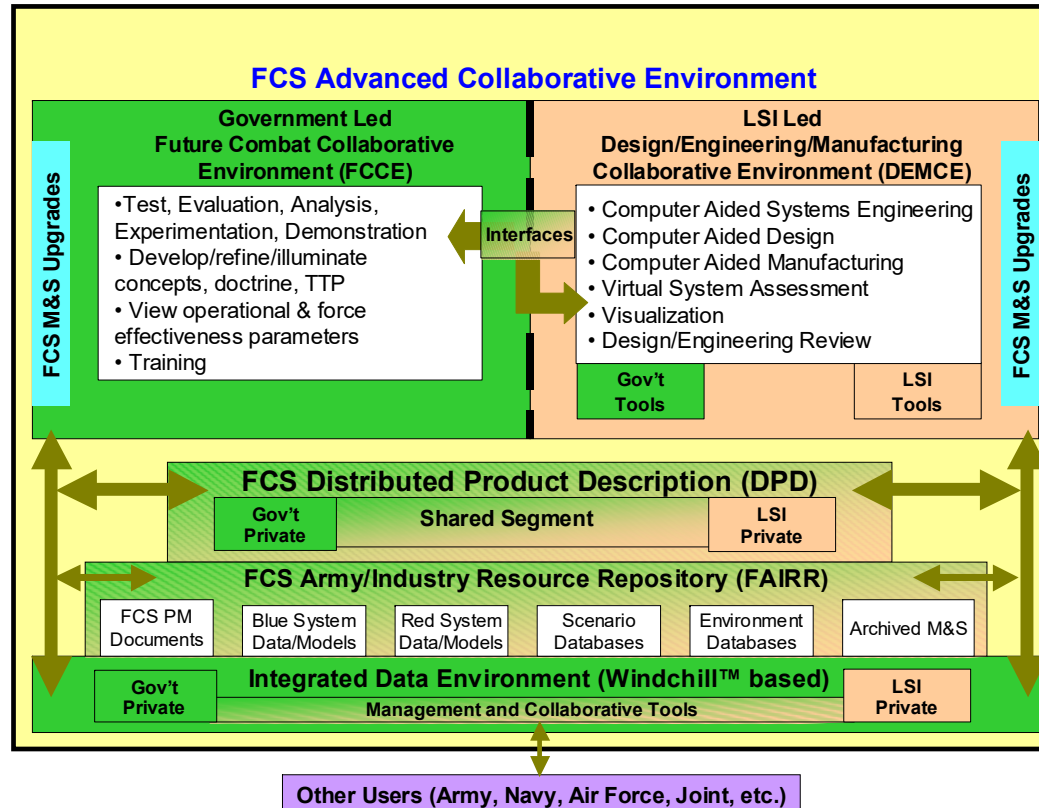 FCS Advanced Collaborative Environment
Government Led
Future Combat Collaborative
Environment (FCCE)
LSI Led
Design/Engineering/Manufacturing
Collaborative Environment (DEMCE)
FCS M&S Upgrades
•Test, Evaluation, Analysis,
Experimentation, Demonstration
• Develop/refine/illuminate
concepts, doctrine, TTP
• View operational & force
effectiveness parameters
• Training
Interfaces
• Computer Aided Systems Engineering
• Computer Aided Design
• Computer Aided Manufacturing
• Virtual System Assessment
• Visualization
• Design/Engineering Review
FCS M&S Upgrades
Gov't
Tools
LSI
Tools
FCS Distributed Product Description (DPD)
Gov't
Private
Shared Segment
LSI
Private
FCS Army/Industry Resource Repository (FAIRR)
FCS PM
Documents
Blue System
Data/Models
Red System
Data/Models
Scenario
Databases
Environment
Databases
Archived M&S
Integrated Data Environment (Windchill™ based)
Gov't
Private
Management and Collaborative Tools
LSI
Private
Other Users (Army, Navy, Air Force, Joint, etc.)